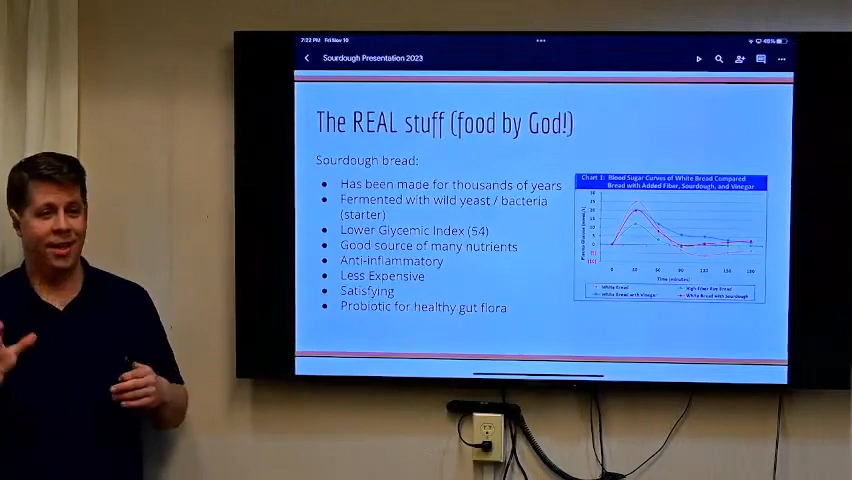 7:22 PM Fri Nov 10
48%
Sourdough Presentation 2023
The REAL stuff (food by God!)
Sourdough bread:
Has been made for thousands of years
Fermented with wild yeast / bacteria
(starter)
Lower Glycemic Index (54)
Good source of many nutrients
Anti-inflammatory
Less Expensive
Satisfying
Probiotic for healthy gut flora
Chart 1: Blood Sugar Curves of White Bread Compared
Bread with Added Fiber, Sourdough, and Vinegar
Time (minutes)
White Bread
High Fiber Rye Bread
White Bread with Vinegar
White Bread with Sourdough